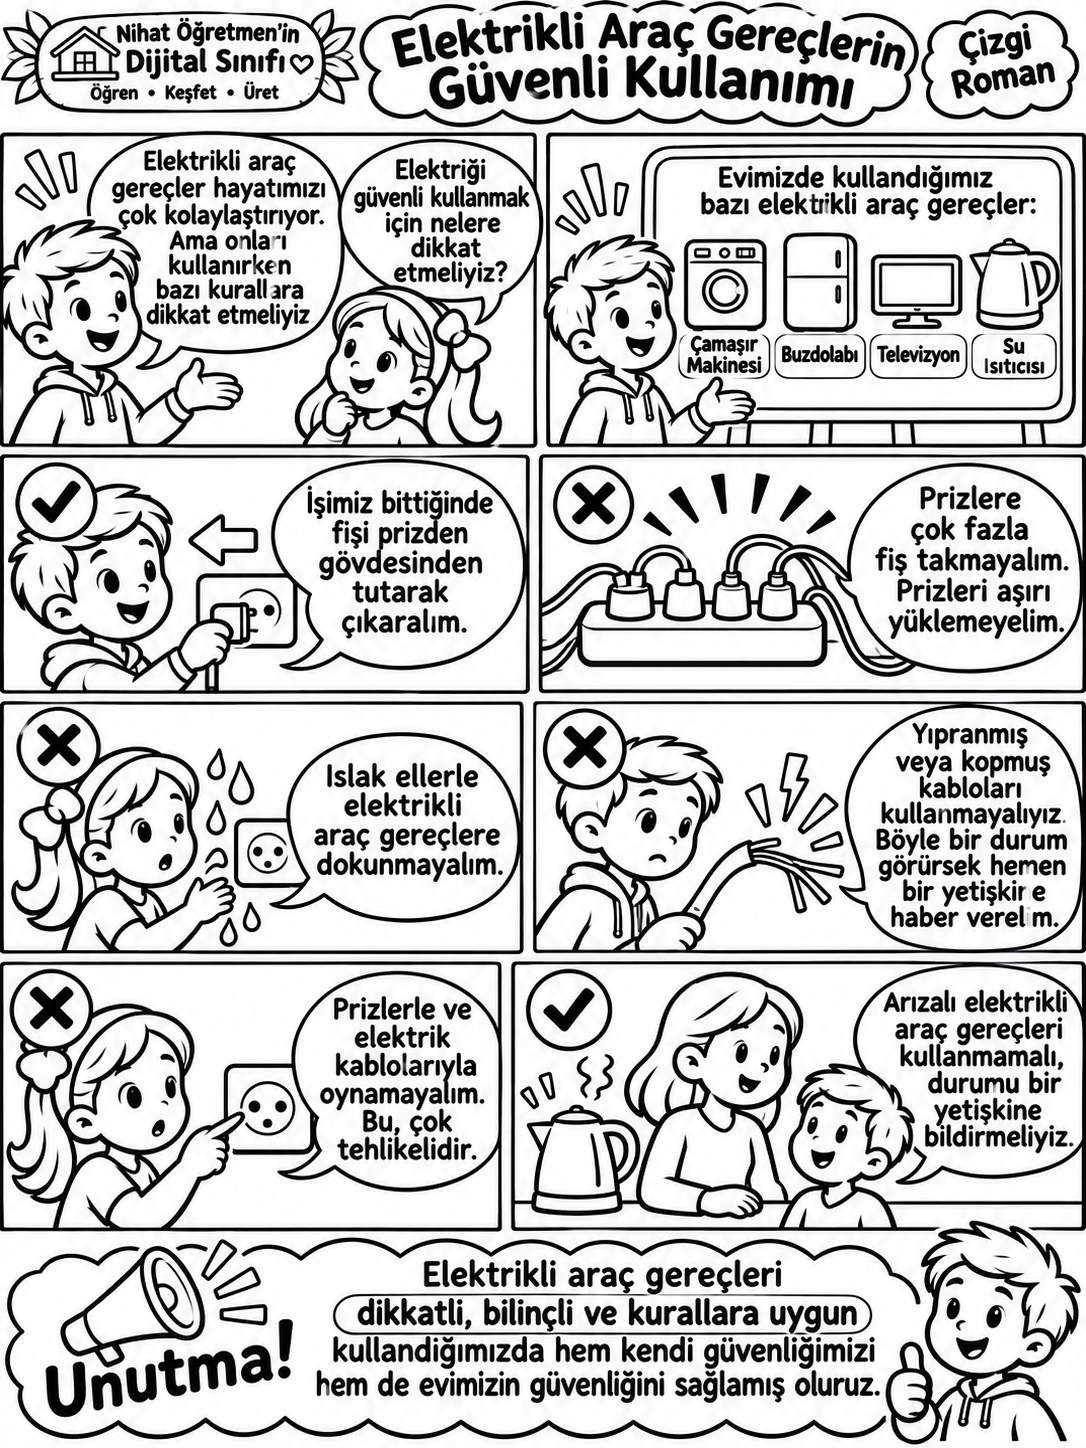 Nihat Öğretmen'in
Dijital Sınıfı
Öğren • Keşfet • Üret
Elektrikli Araç Gereçlerin
Güvenli Kullanımı
Çizgi
Roman
Elektrikli araç
gereçler hayatımızı
çok kolaylaştırıyor.
Ama onları
kullanırken
bazı kurallara
dikkat etmeliyiz
Elektriği
güvenli kullanmak
için nelere
dikkat
etmeliyiz?
Evimizde kullandığımız
bazı elektrikli araç gereçler:
Çamaşır
Makinesi
Buzdolabı
Televizyon
Su
Isıtıcısı
İşimiz bittiğinde
fişi prizden
gövdesinden
tutarak
çıkaralım.
Prizlere
çok fazla
fiş takmayalım.
Prizleri aşırı
yüklemeyelim.
Islak ellerle
elektrikli
araç gereçlere
dokunmayalım.
Yıpranmış
veya kopmuş
kabloları
kullanmayalıyız.
Böyle bir durum
görürsek hemen
bir yetişkine
haber verelim.
Prizlerle ve
elektrik
kablolarıyla
oynamayalım.
Bu, çok
tehlikelidir.
Arızalı elektrikli
araç gereçleri
kullanmamalı,
durumu bir
yetişkine
bildirmeliyiz.
Unutma!
Elektrikli araç gereçleri
dikkatli, bilinçli ve kurallara uygun
kullandığımızda hem kendi güvenliğimizi
hem de evimizin güvenliğini sağlamış oluruz.